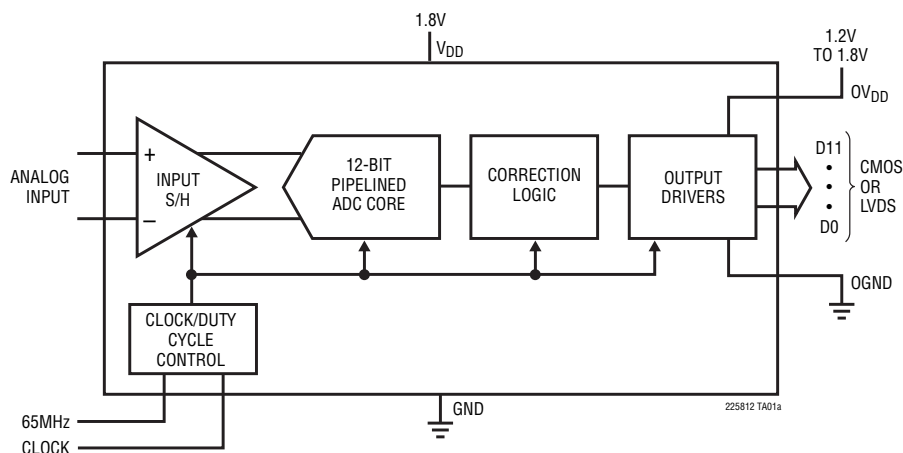 1.8V
VDD
1.2V
TO 1.8V
OVDD
ANALOG
INPUT
+
−
INPUT
S/H
12-BIT
PIPELINED
ADC CORE
CORRECTION
LOGIC
OUTPUT
DRIVERS
D11
•
•
•
D0
CMOS
OR
LVDS
OGND
CLOCK/DUTY
CYCLE
CONTROL
GND
225812 TA01a
65MHz
CLOCK